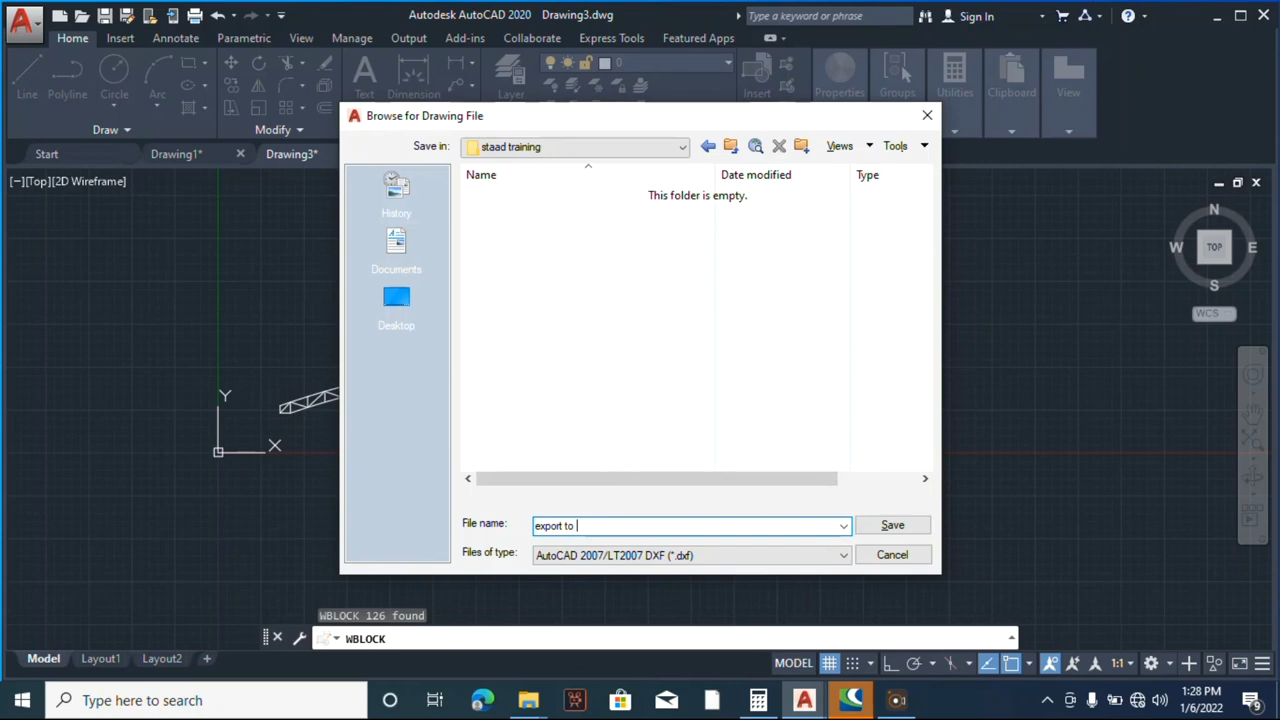 Autodesk AutoCAD 2020 Drawing3.dwg
Type a keyword or phrase
Sign In
Home Insert Annotate Parametric View Manage Output Add-ins Collaborate Express Tools Featured Apps
Line Polyline Circle Arc Text Dimension Layer 0 Insert Properties Groups Utilities Clipboard View
Draw Modify
Start Drawing1* Drawing3*
[−][Top][2D Wireframe]
Browse for Drawing File
Save in: staad training Views Tools
Name Date modified Type
This folder is empty.
History
Documents
Desktop
File name: export to Save
Files of type: AutoCAD 2007/LT2007 DXF (*.dxf) Cancel
N
W TOP E
S
WCS
Y
X
WBLOCK 126 found
WBLOCK
Model Layout1 Layout2 +
MODEL 1:1
Type here to search
1:28 PM
1/6/2022
9